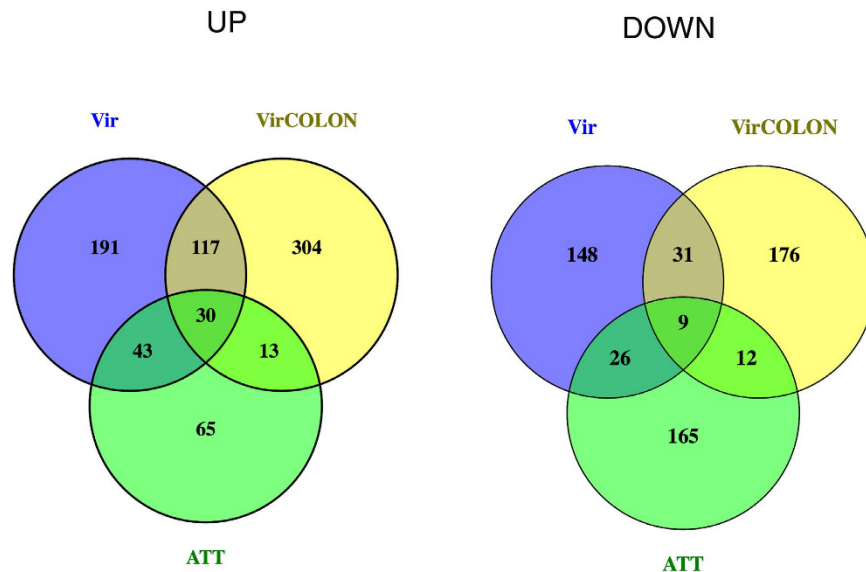 UP
Vir VirCOLON
191 117 304
30
43 13
65
ATT
DOWN
Vir VirCOLON
148 31 176
9
26 12
165
ATT